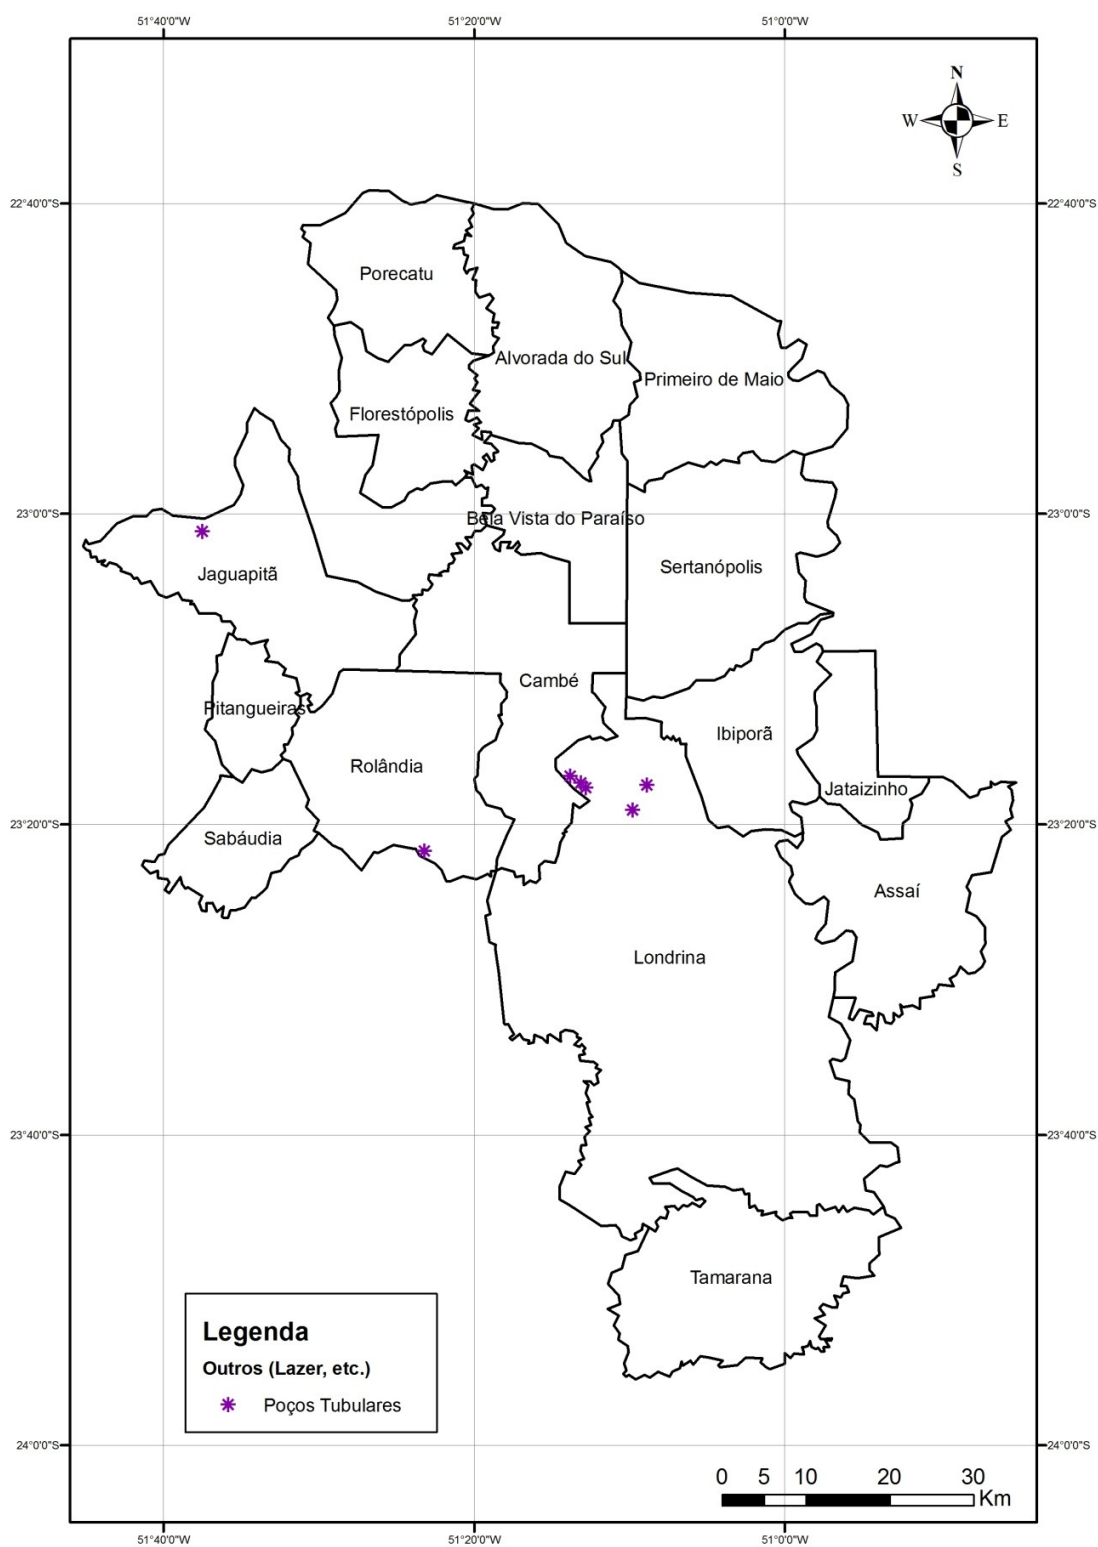 51°40'0"W 51°20'0"W 51°0'0"W
N
W E
S
22°40'0"S 22°40'0"S
Porecatu
Alvorada do Sul
Primeiro de Maio
Florestópolis
23°0'0"S 23°0'0"S
Bela Vista do Paraíso
Sertanópolis
Jaguapitã
Cambé
Pitangueiras
Ibiporã
Rolândia
Jataizinho
23°20'0"S 23°20'0"S
Sabáudia
Assaí
Londrina
23°40'0"S 23°40'0"S
Tamarana
Legenda
Outros (Lazer, etc.)
Poços Tubulares
24°0'0"S 24°0'0"S
0 5 10 20 30
Km
51°40'0"W 51°20'0"W 51°0'0"W